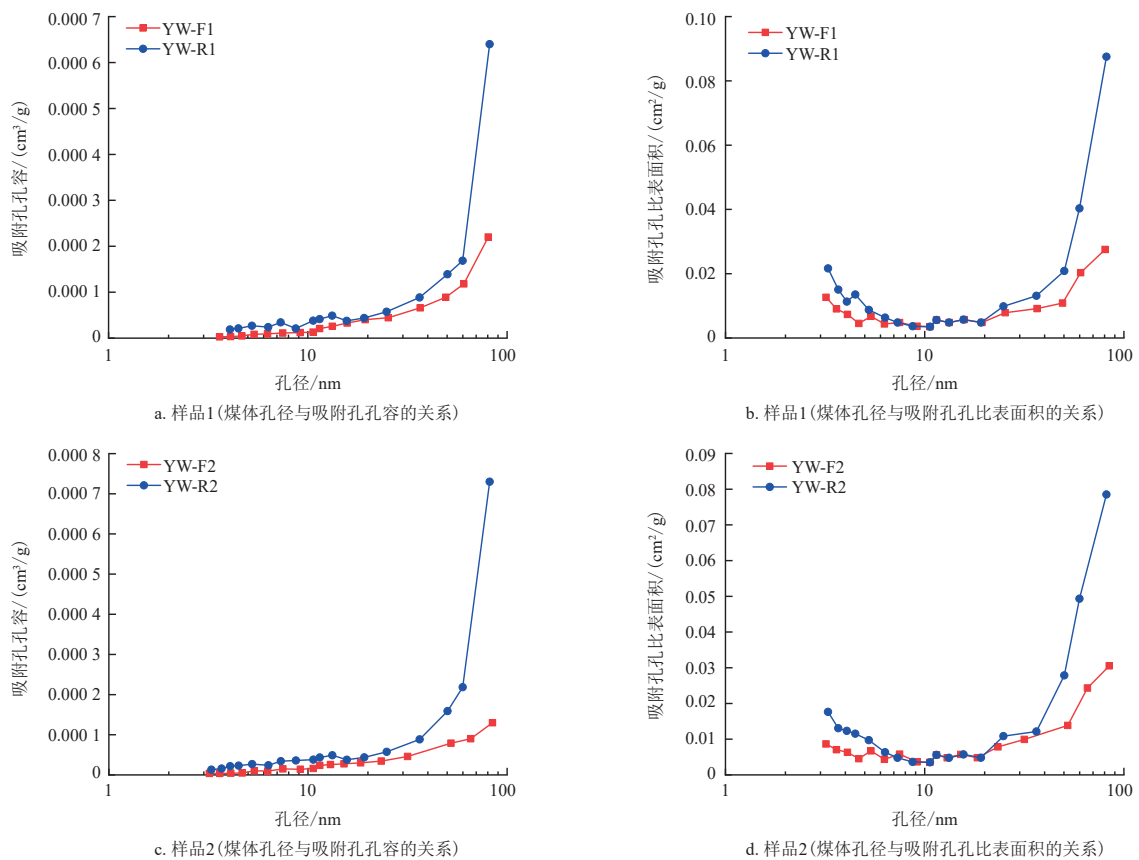 0.000 7
0.000 6
0.000 5
0.000 4
0.000 3
0.000 2
0.000 1
0
吸附孔孔容/(cm³/g)
YW-F1
YW-R1
1
10
100
孔径/nm
a. 样品1(煤体孔径与吸附孔孔容的关系)
0.10
0.08
0.06
0.04
0.02
0
吸附孔孔比表面积/(cm²/g)
YW-F1
YW-R1
1
10
100
孔径/nm
b. 样品1(煤体孔径与吸附孔孔比表面积的关系)
0.000 8
0.000 7
0.000 6
0.000 5
0.000 4
0.000 3
0.000 2
0.000 1
0
吸附孔孔容/(cm³/g)
YW-F2
YW-R2
1
10
100
孔径/nm
c. 样品2(煤体孔径与吸附孔孔容的关系)
0.09
0.08
0.07
0.06
0.05
0.04
0.03
0.02
0.01
0
吸附孔孔比表面积/(cm²/g)
YW-F2
YW-R2
1
10
100
孔径/nm
d. 样品2(煤体孔径与吸附孔孔比表面积的关系)